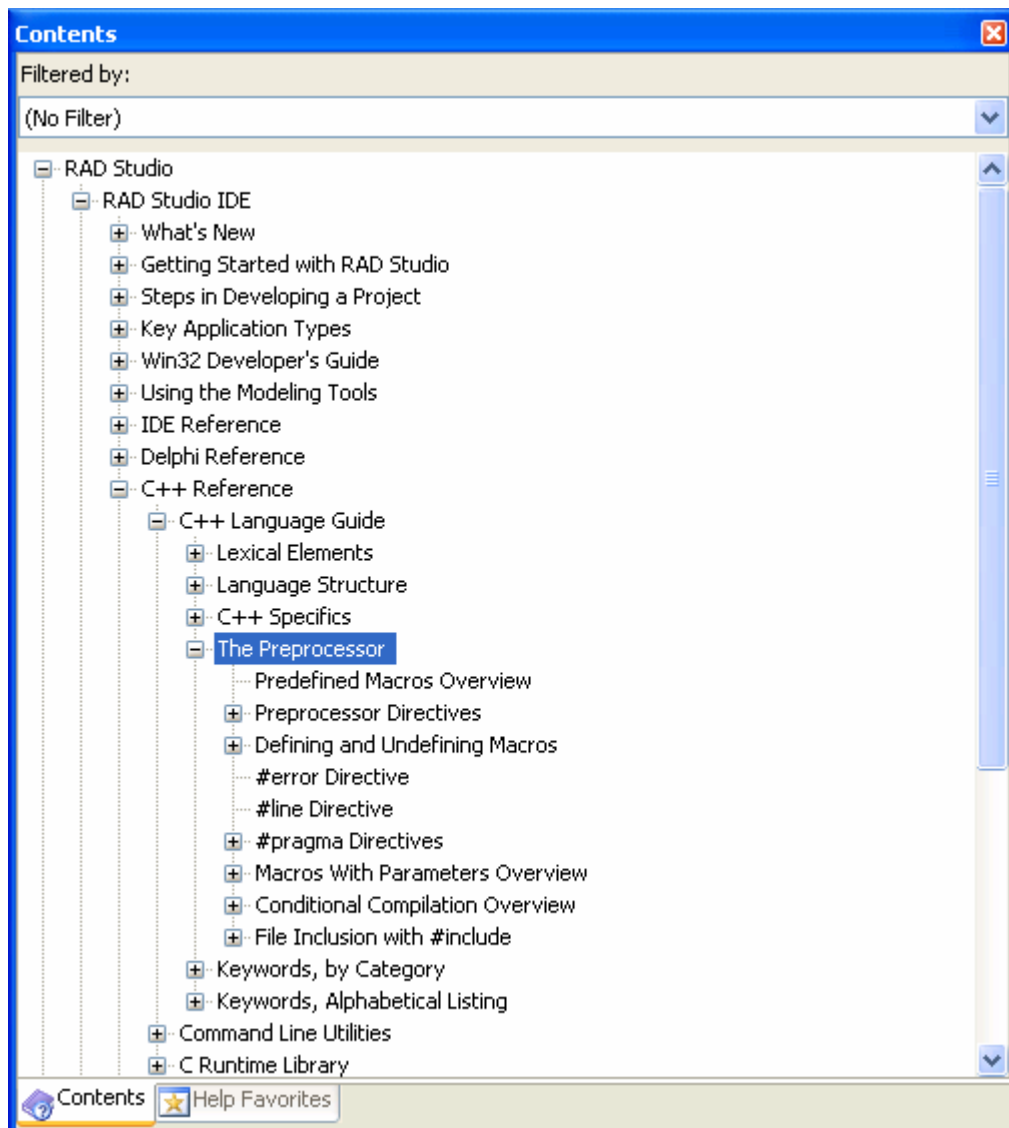 Contents
Filtered by:
(No Filter)
RAD Studio
RAD Studio IDE
What's New
Getting Started with RAD Studio
Steps in Developing a Project
Key Application Types
Win32 Developer's Guide
Using the Modeling Tools
IDE Reference
Delphi Reference
C++ Reference
C++ Language Guide
Lexical Elements
Language Structure
C++ Specifics
The Preprocessor
Predefined Macros Overview
Preprocessor Directives
Defining and Undefining Macros
#error Directive
#line Directive
#pragma Directives
Macros With Parameters Overview
Conditional Compilation Overview
File Inclusion with #include
Keywords, by Category
Keywords, Alphabetical Listing
Command Line Utilities
C Runtime Library
Contents Help Favorites